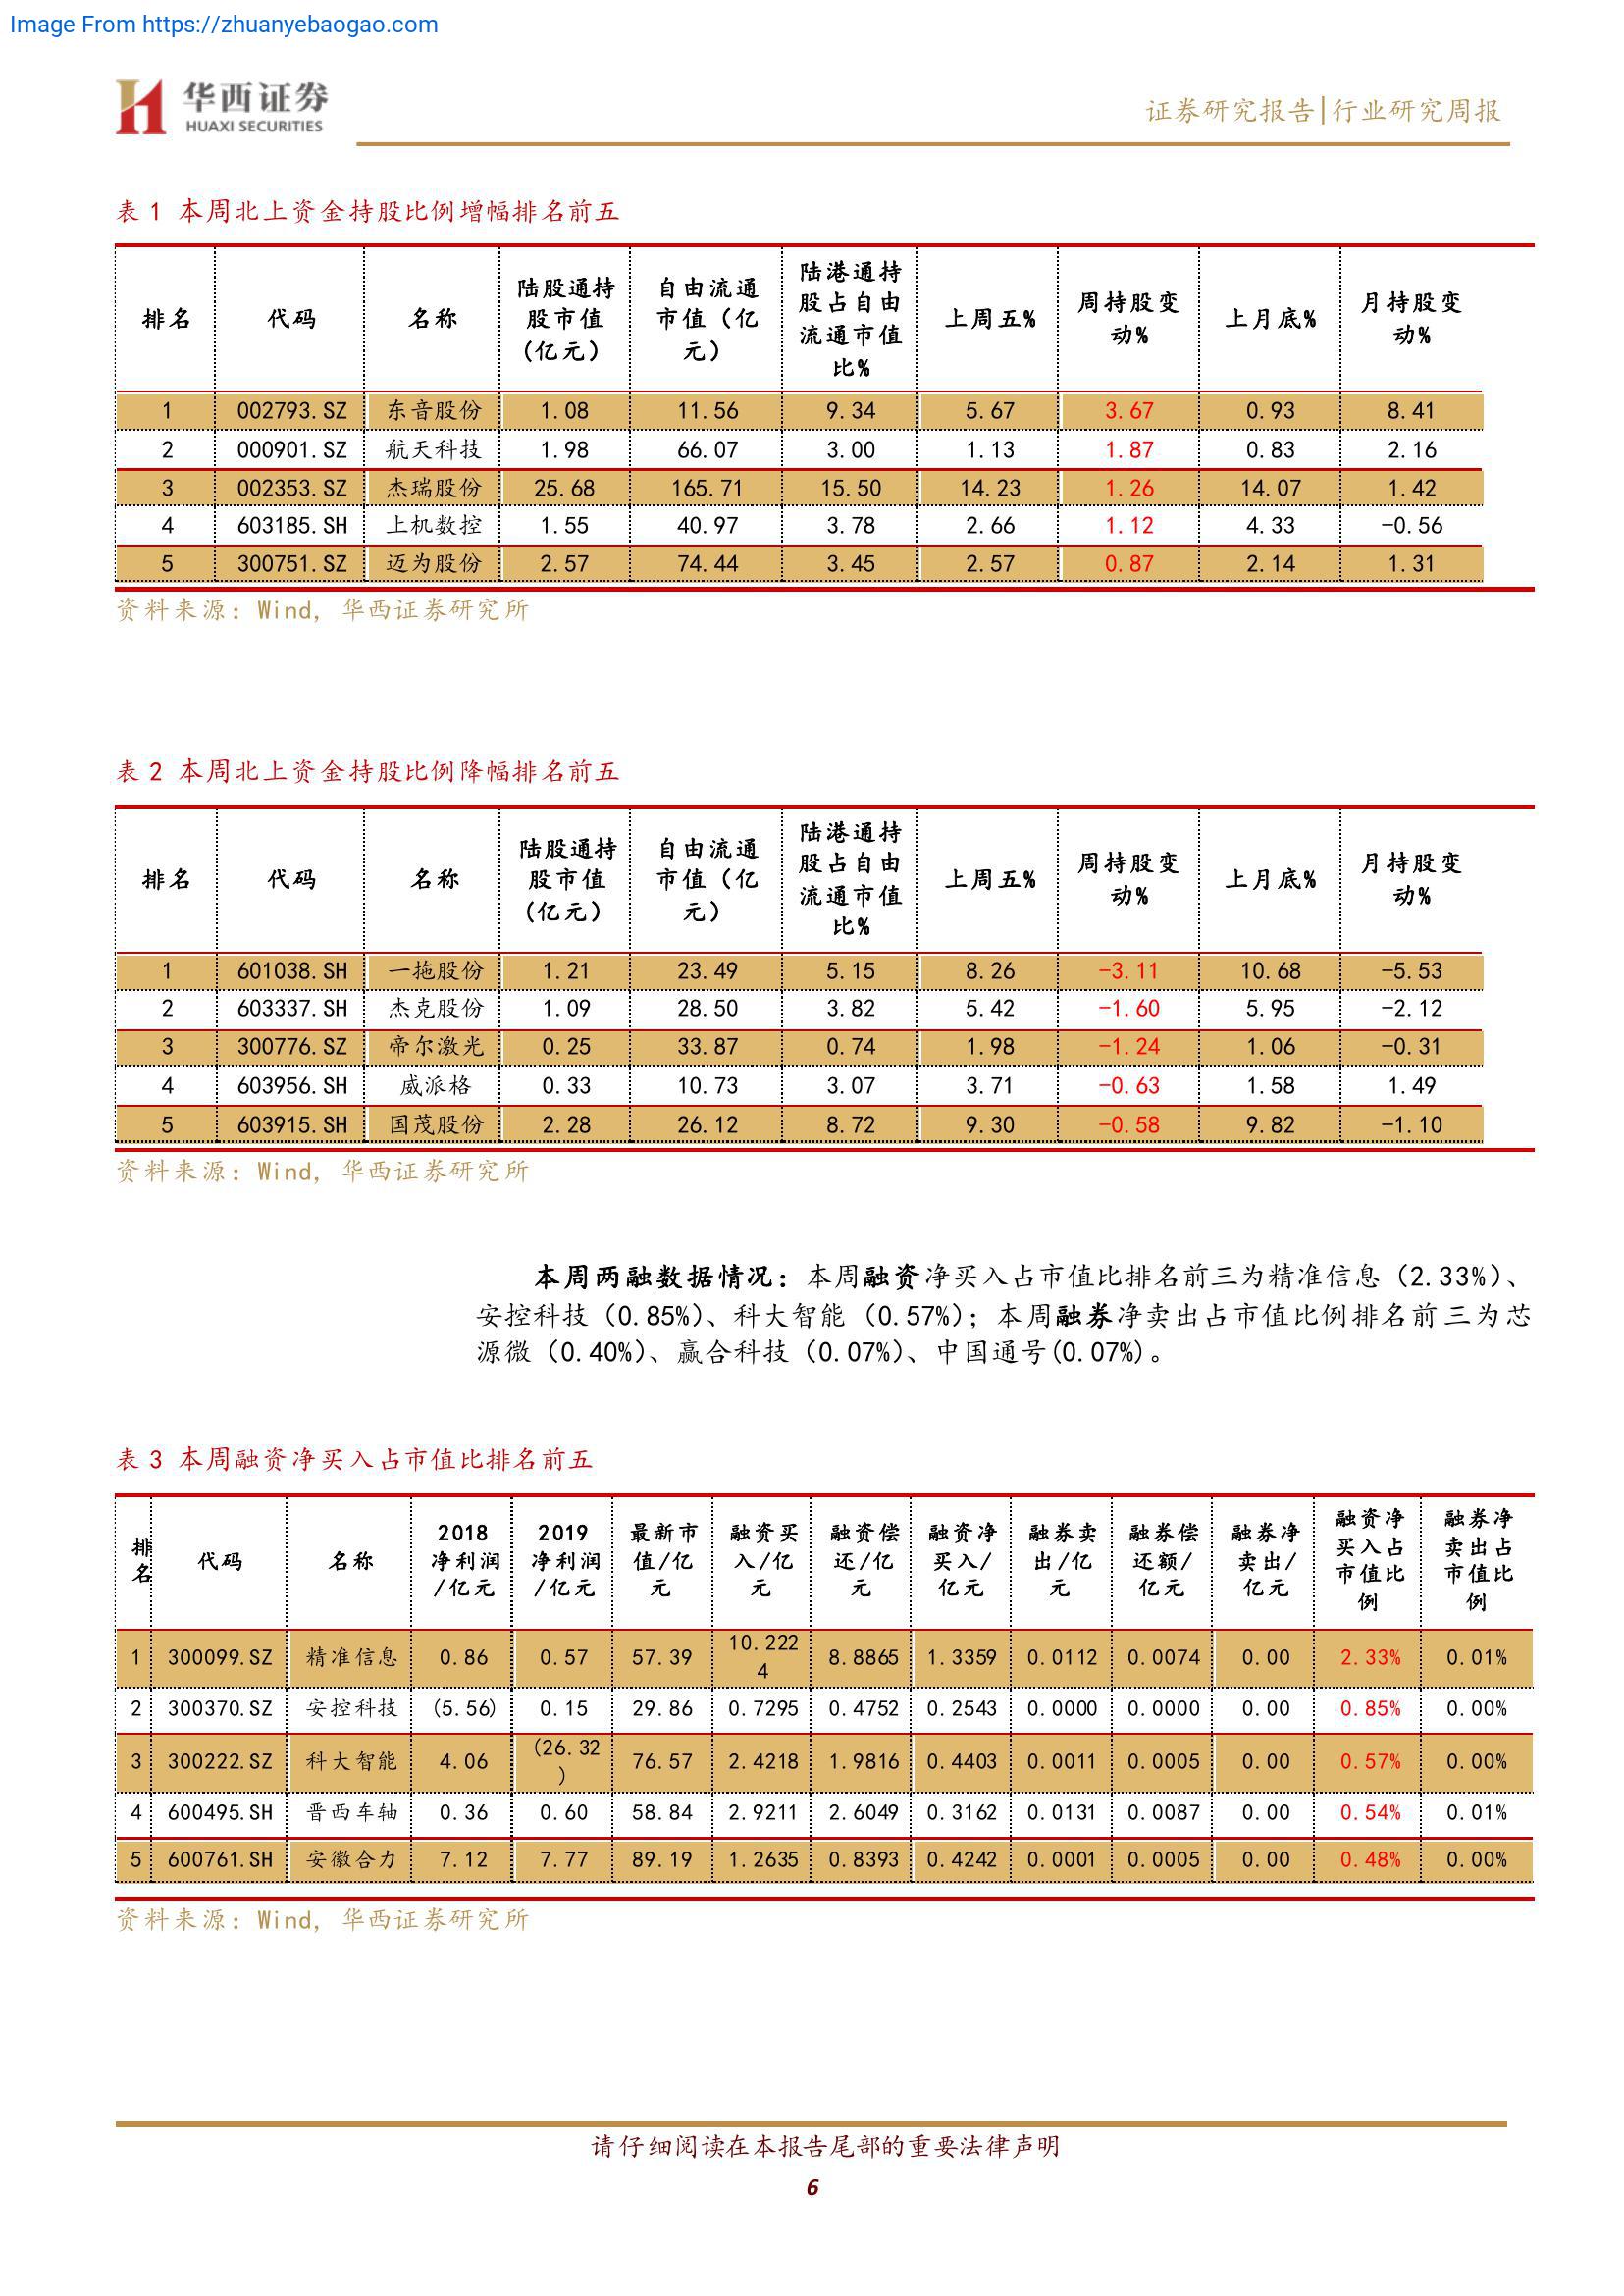 Image From https://zhuanyebaogao.com
华西证券
HUAXI SECURITIES
证券研究报告|行业研究周报
表 1 本周北上资金持股比例增幅排名前五
排名 代码 名称 陆股通持股市值(亿元) 自由流通市值（亿元） 陆港通持股占自由流通市值比% 上周五% 周持股变动% 上月底% 月持股变动%
1 002793.SZ 东音股份 1.08 11.56 9.34 5.67 3.67 0.93 8.41
2 000901.SZ 航天科技 1.98 66.07 3.00 1.13 1.87 0.83 2.16
3 002353.SZ 杰瑞股份 25.68 165.71 15.50 14.23 1.26 14.07 1.42
4 603185.SH 上机数控 1.55 40.97 3.78 2.66 1.12 4.33 -0.56
5 300751.SZ 迈为股份 2.57 74.44 3.45 2.57 0.87 2.14 1.31
资料来源：Wind, 华西证券研究所
表 2 本周北上资金持股比例降幅排名前五
排名 代码 名称 陆股通持股市值(亿元) 自由流通市值（亿元） 陆港通持股占自由流通市值比% 上周五% 周持股变动% 上月底% 月持股变动%
1 601038.SH 一拖股份 1.21 23.49 5.15 8.26 -3.11 10.68 -5.53
2 603337.SH 杰克股份 1.09 28.50 3.82 5.42 -1.60 5.95 -2.12
3 300776.SZ 帝尔激光 0.25 33.87 0.74 1.98 -1.24 1.06 -0.31
4 603956.SH 威派格 0.33 10.73 3.07 3.71 -0.63 1.58 1.49
5 603915.SH 国茂股份 2.28 26.12 8.72 9.30 -0.58 9.82 -1.10
资料来源：Wind, 华西证券研究所
本周两融数据情况：本周融资净买入占市值比排名前三为精准信息（2.33%）、
安控科技（0.85%）、科大智能（0.57%）；本周融券净卖出占市值比例排名前三为芯
源微（0.40%）、赢合科技（0.07%）、中国通号(0.07%)。
表 3 本周融资净买入占市值比排名前五
排名 代码 名称 2018净利润/亿元 2019净利润/亿元 最新市值/亿元 融资买入/亿元 融资偿还/亿元 融资净买入/亿元 融券卖出/亿元 融券偿还额/亿元 融券净卖出/亿元 融资净买入占市值比例 融券净卖出占市值比例
1 300099.SZ 精准信息 0.86 0.57 57.39 10.2224 8.8865 1.3359 0.0112 0.0074 0.00 2.33% 0.01%
2 300370.SZ 安控科技 (5.56) 0.15 29.86 0.7295 0.4752 0.2543 0.0000 0.0000 0.00 0.85% 0.00%
3 300222.SZ 科大智能 4.06 (26.32) 76.57 2.4218 1.9816 0.4403 0.0011 0.0005 0.00 0.57% 0.00%
4 600495.SH 晋西车轴 0.36 0.60 58.84 2.9211 2.6049 0.3162 0.0131 0.0087 0.00 0.54% 0.01%
5 600761.SH 安徽合力 7.12 7.77 89.19 1.2635 0.8393 0.4242 0.0001 0.0005 0.00 0.48% 0.00%
资料来源：Wind, 华西证券研究所
请仔细阅读在本报告尾部的重要法律声明
6